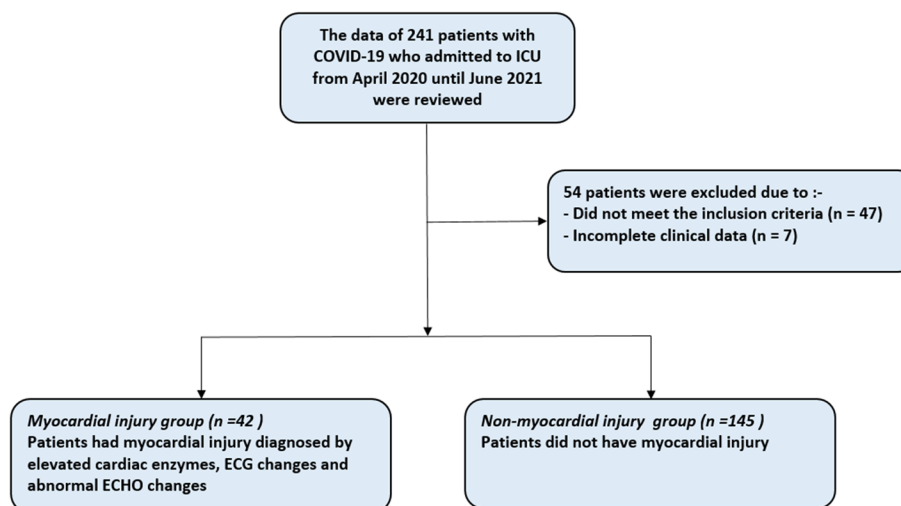 The data of 241 patients with
COVID-19 who admitted to ICU
from April 2020 until June 2021
were reviewed
54 patients were excluded due to :-
- Did not meet the inclusion criteria (n = 47)
- Incomplete clinical data (n = 7)
Myocardial injury group (n =42 )
Patients had myocardial injury diagnosed by
elevated cardiac enzymes, ECG changes and
abnormal ECHO changes
Non-myocardial injury group (n =145 )
Patients did not have myocardial injury